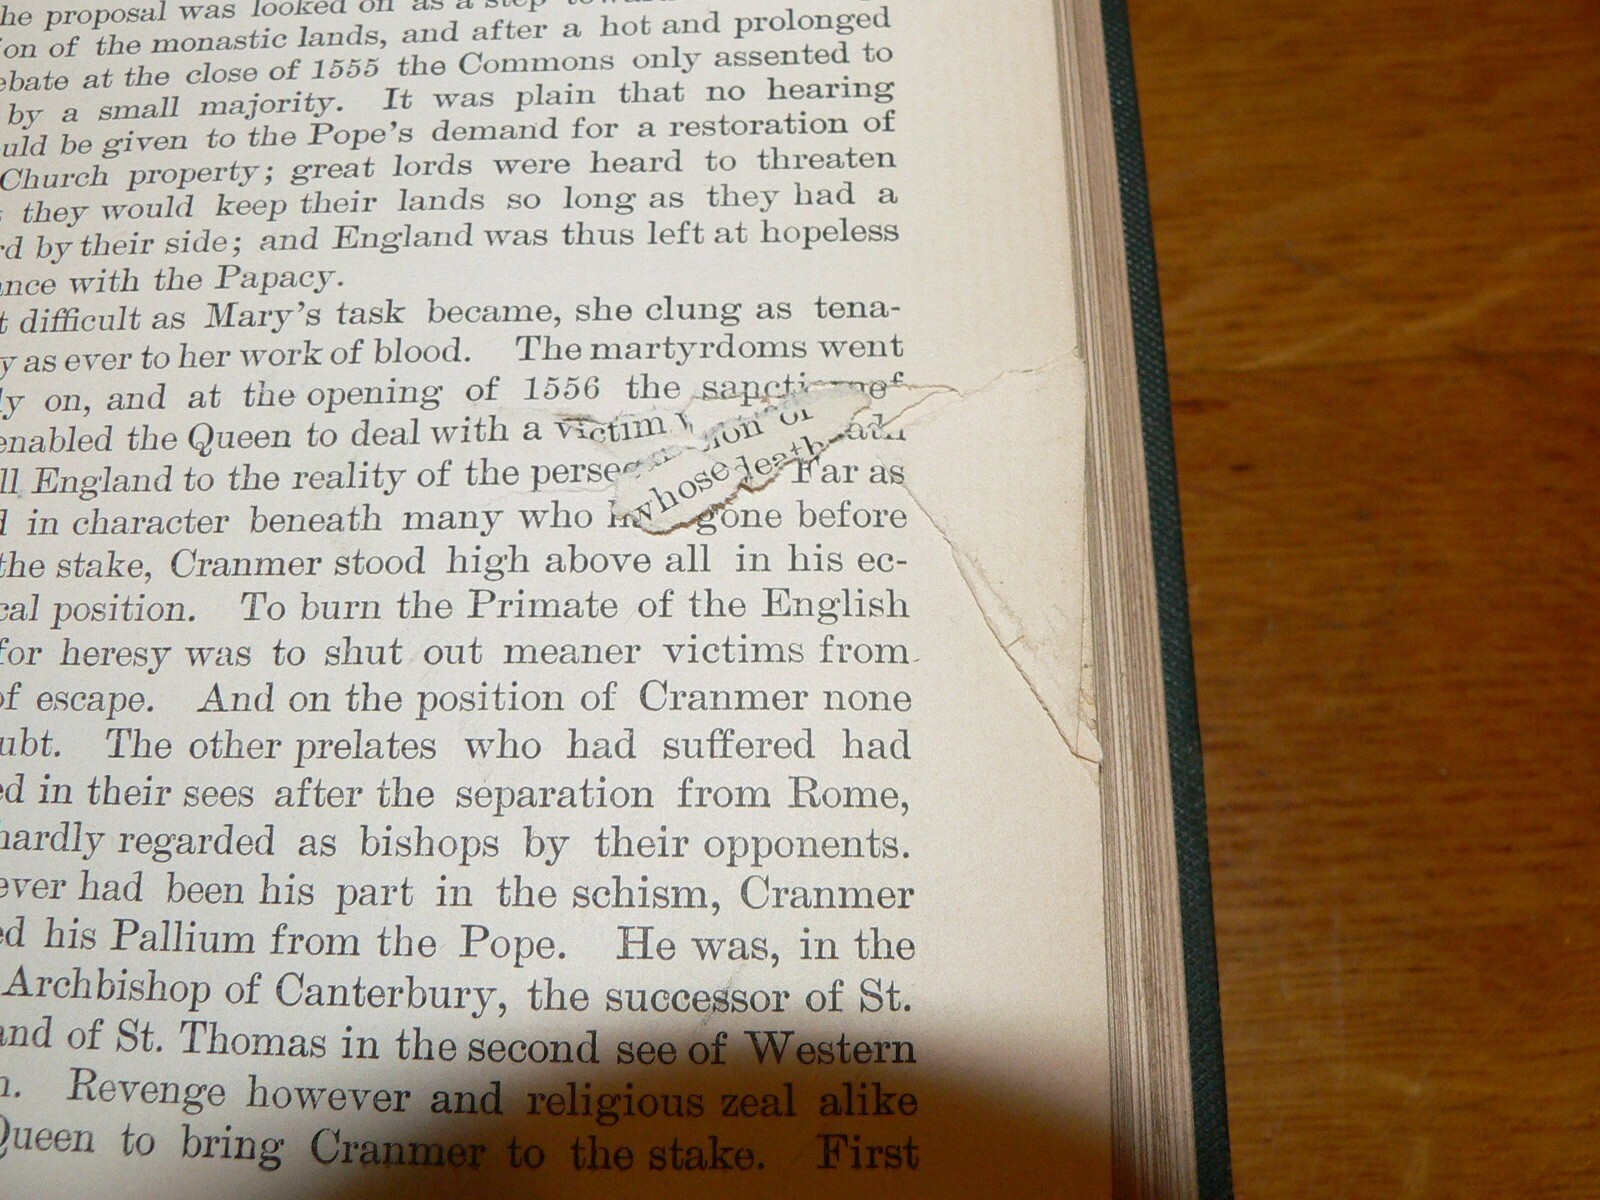 he proposal was looked on as a step
ion of the monastic lands, and after a hot and prolonged
ebate at the close of 1555 the Commons only assented to
by a small majority. It was plain that no hearing
uld be given to the Pope's demand for a restoration of
Church property; great lords were heard to threaten
they would keep their lands so long as they had a
rd by their side; and England was thus left at hopeless
ance with the Papacy.
t difficult as Mary's task became, she clung as tena-
y as ever to her work of blood. The martyrdoms went
ly on, and at the opening of 1556 the of
enabled the Queen to deal with a victim whose death
ll England to the reality of the Far as
d in character beneath many who gone before
the stake, Cranmer stood high above all in his ec-
cal position. To burn the Primate of the English
for heresy was to shut out meaner victims from
of escape. And on the position of Cranmer none
ubt. The other prelates who had suffered had
ed in their sees after the separation from Rome,
hardly regarded as bishops by their opponents.
ever had been his part in the schism, Cranmer
ed his Pallium from the Pope. He was, in the
Archbishop of Canterbury, the successor of St.
and of St. Thomas in the second see of Western
n. Revenge however and religious zeal alike
Queen to bring Cranmer to the stake. First